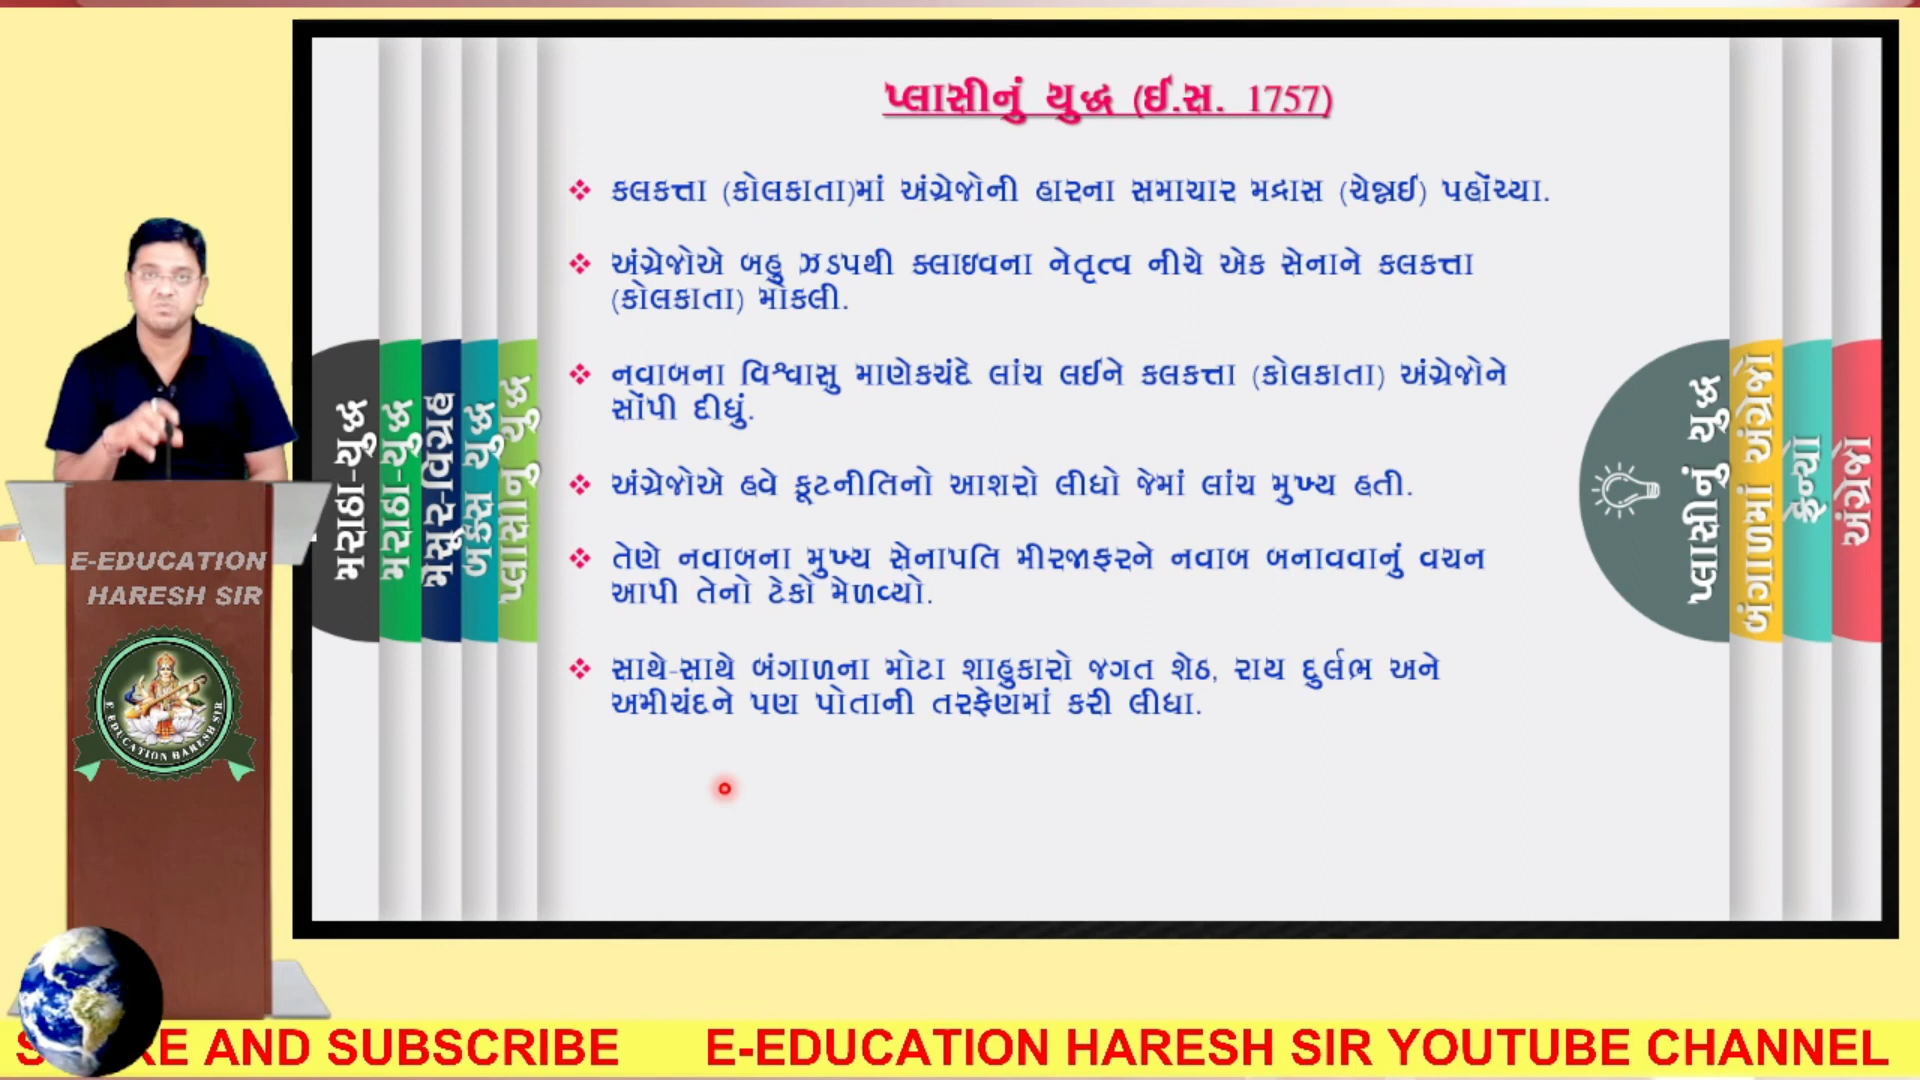 પ્લાસીનું યુદ્ધ (ઈ.સ. 1757)
કલકત્તા (કોલકાતા)માં અંગ્રેજોની હારના સમાચાર મદ્રાસ (ચેન્નઈ) પહોંચ્યા.
અંગ્રેજોએ બહુ ઝડપથી ક્લાઇવના નેતૃત્વ નીચે એક સેનાને કલકત્તા
(કોલકાતા) મોકલી.
નવાબના વિશ્વાસુ માણેકચંદે લાંચ લઈને કલકત્તા (કોલકાતા) અંગ્રેજોને
સોંપી દીધું.
અંગ્રેજોએ હવે કૂટનીતિનો આશરો લીધો જેમાં લાંચ મુખ્ય હતી.
તેણે નવાબના મુખ્ય સેનાપતિ મીરજાફરને નવાબ બનાવવાનું વચન
આપી તેનો ટેકો મેળવ્યો.
સાથે-સાથે બંગાળના મોટા શાહુકારો જગત શેઠ, રાય દુર્લભ અને
અમીચંદને પણ પોતાની તરફેણમાં કરી લીધા.
મરાઠા-યુદ્ધ
મરાઠા-યુદ્ધ
મૈસૂર-વિગ્રહ
બક્સર યુદ્ધ
પ્લાસીનું યુદ્ધ
પ્લાસીનું યુદ્ધ
બંગાળમાં અંગ્રેજો
ફ્રેન્ચો
અંગ્રેજો
E-EDUCATION
HARESH SIR
E EDUCATION HARESH SIR
RE AND SUBSCRIBE E-EDUCATION HARESH SIR YOUTUBE CHANNEL